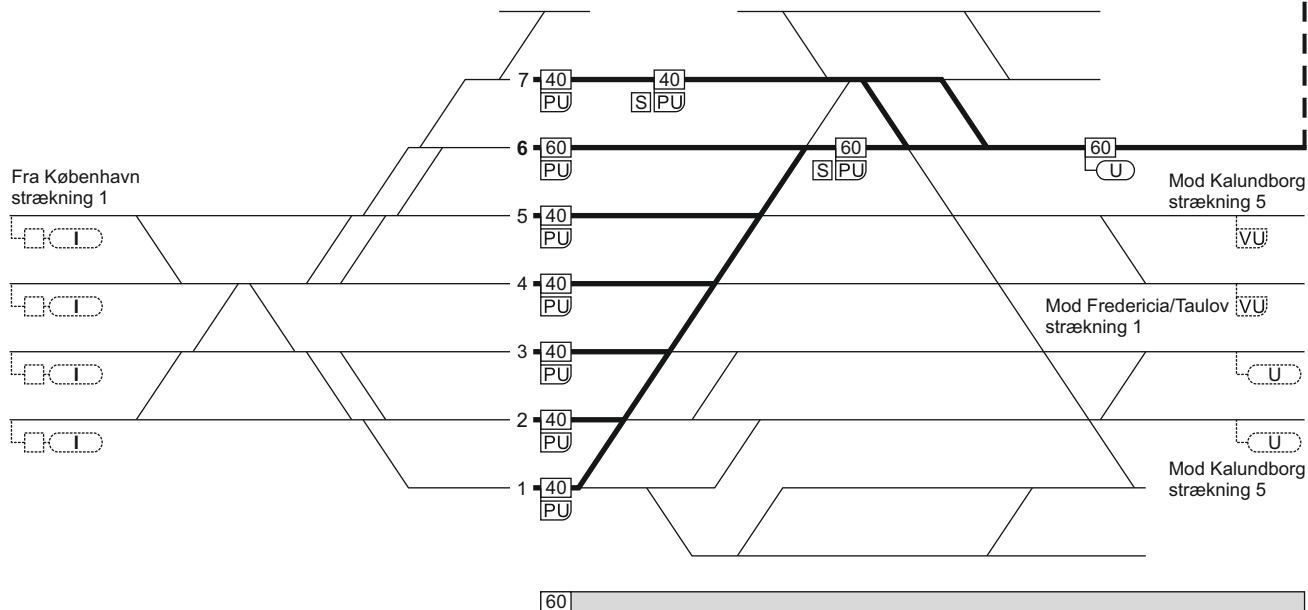 7 40 40
PU S PU
6 60 60 60
PU S PU U
Fra København
strækning 1
Mod Kalundborg
strækning 5
5 40
I PU VU
4 40
I PU VU
Mod Fredericia/Taulov
strækning 1
3 40
I PU U
2 40
I PU U
Mod Kalundborg
strækning 5
1 40
PU
60